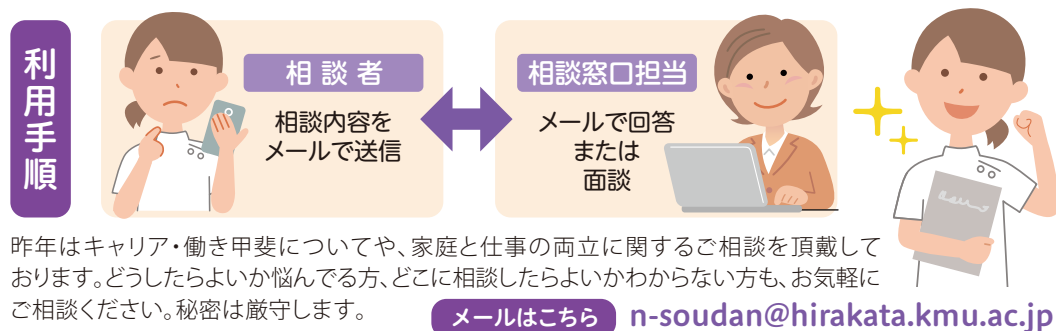 利用手順
相談者
相談内容を
メールで送信
相談窓口担当
メールで回答
または
面談
昨年はキャリア・働き甲斐についてや、家庭と仕事の両立に関するご相談を頂戴して
おります。どうしたらよいか悩んでる方、どこに相談したらよいかわからない方も、お気軽に
ご相談ください。秘密は厳守します。
メールはこちら n-soudan@hirakata.kmu.ac.jp